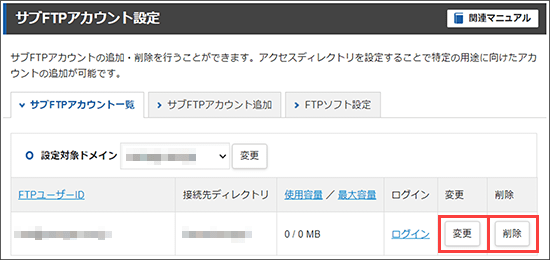 サブFTPアカウント設定
関連マニュアル
サブFTPアカウントの追加・削除を行うことができます。アクセスディレクトリを設定することで特定の用途に向けたアカ
ウントの追加が可能です。
サブFTPアカウント一覧 サブFTPアカウント追加 FTPソフト設定
設定対象ドメイン 変更
FTPユーザーID 接続先ディレクトリ 使用容量 ／ 最大容量 ログイン 変更 削除
0 / 0 MB ログイン 変更 削除